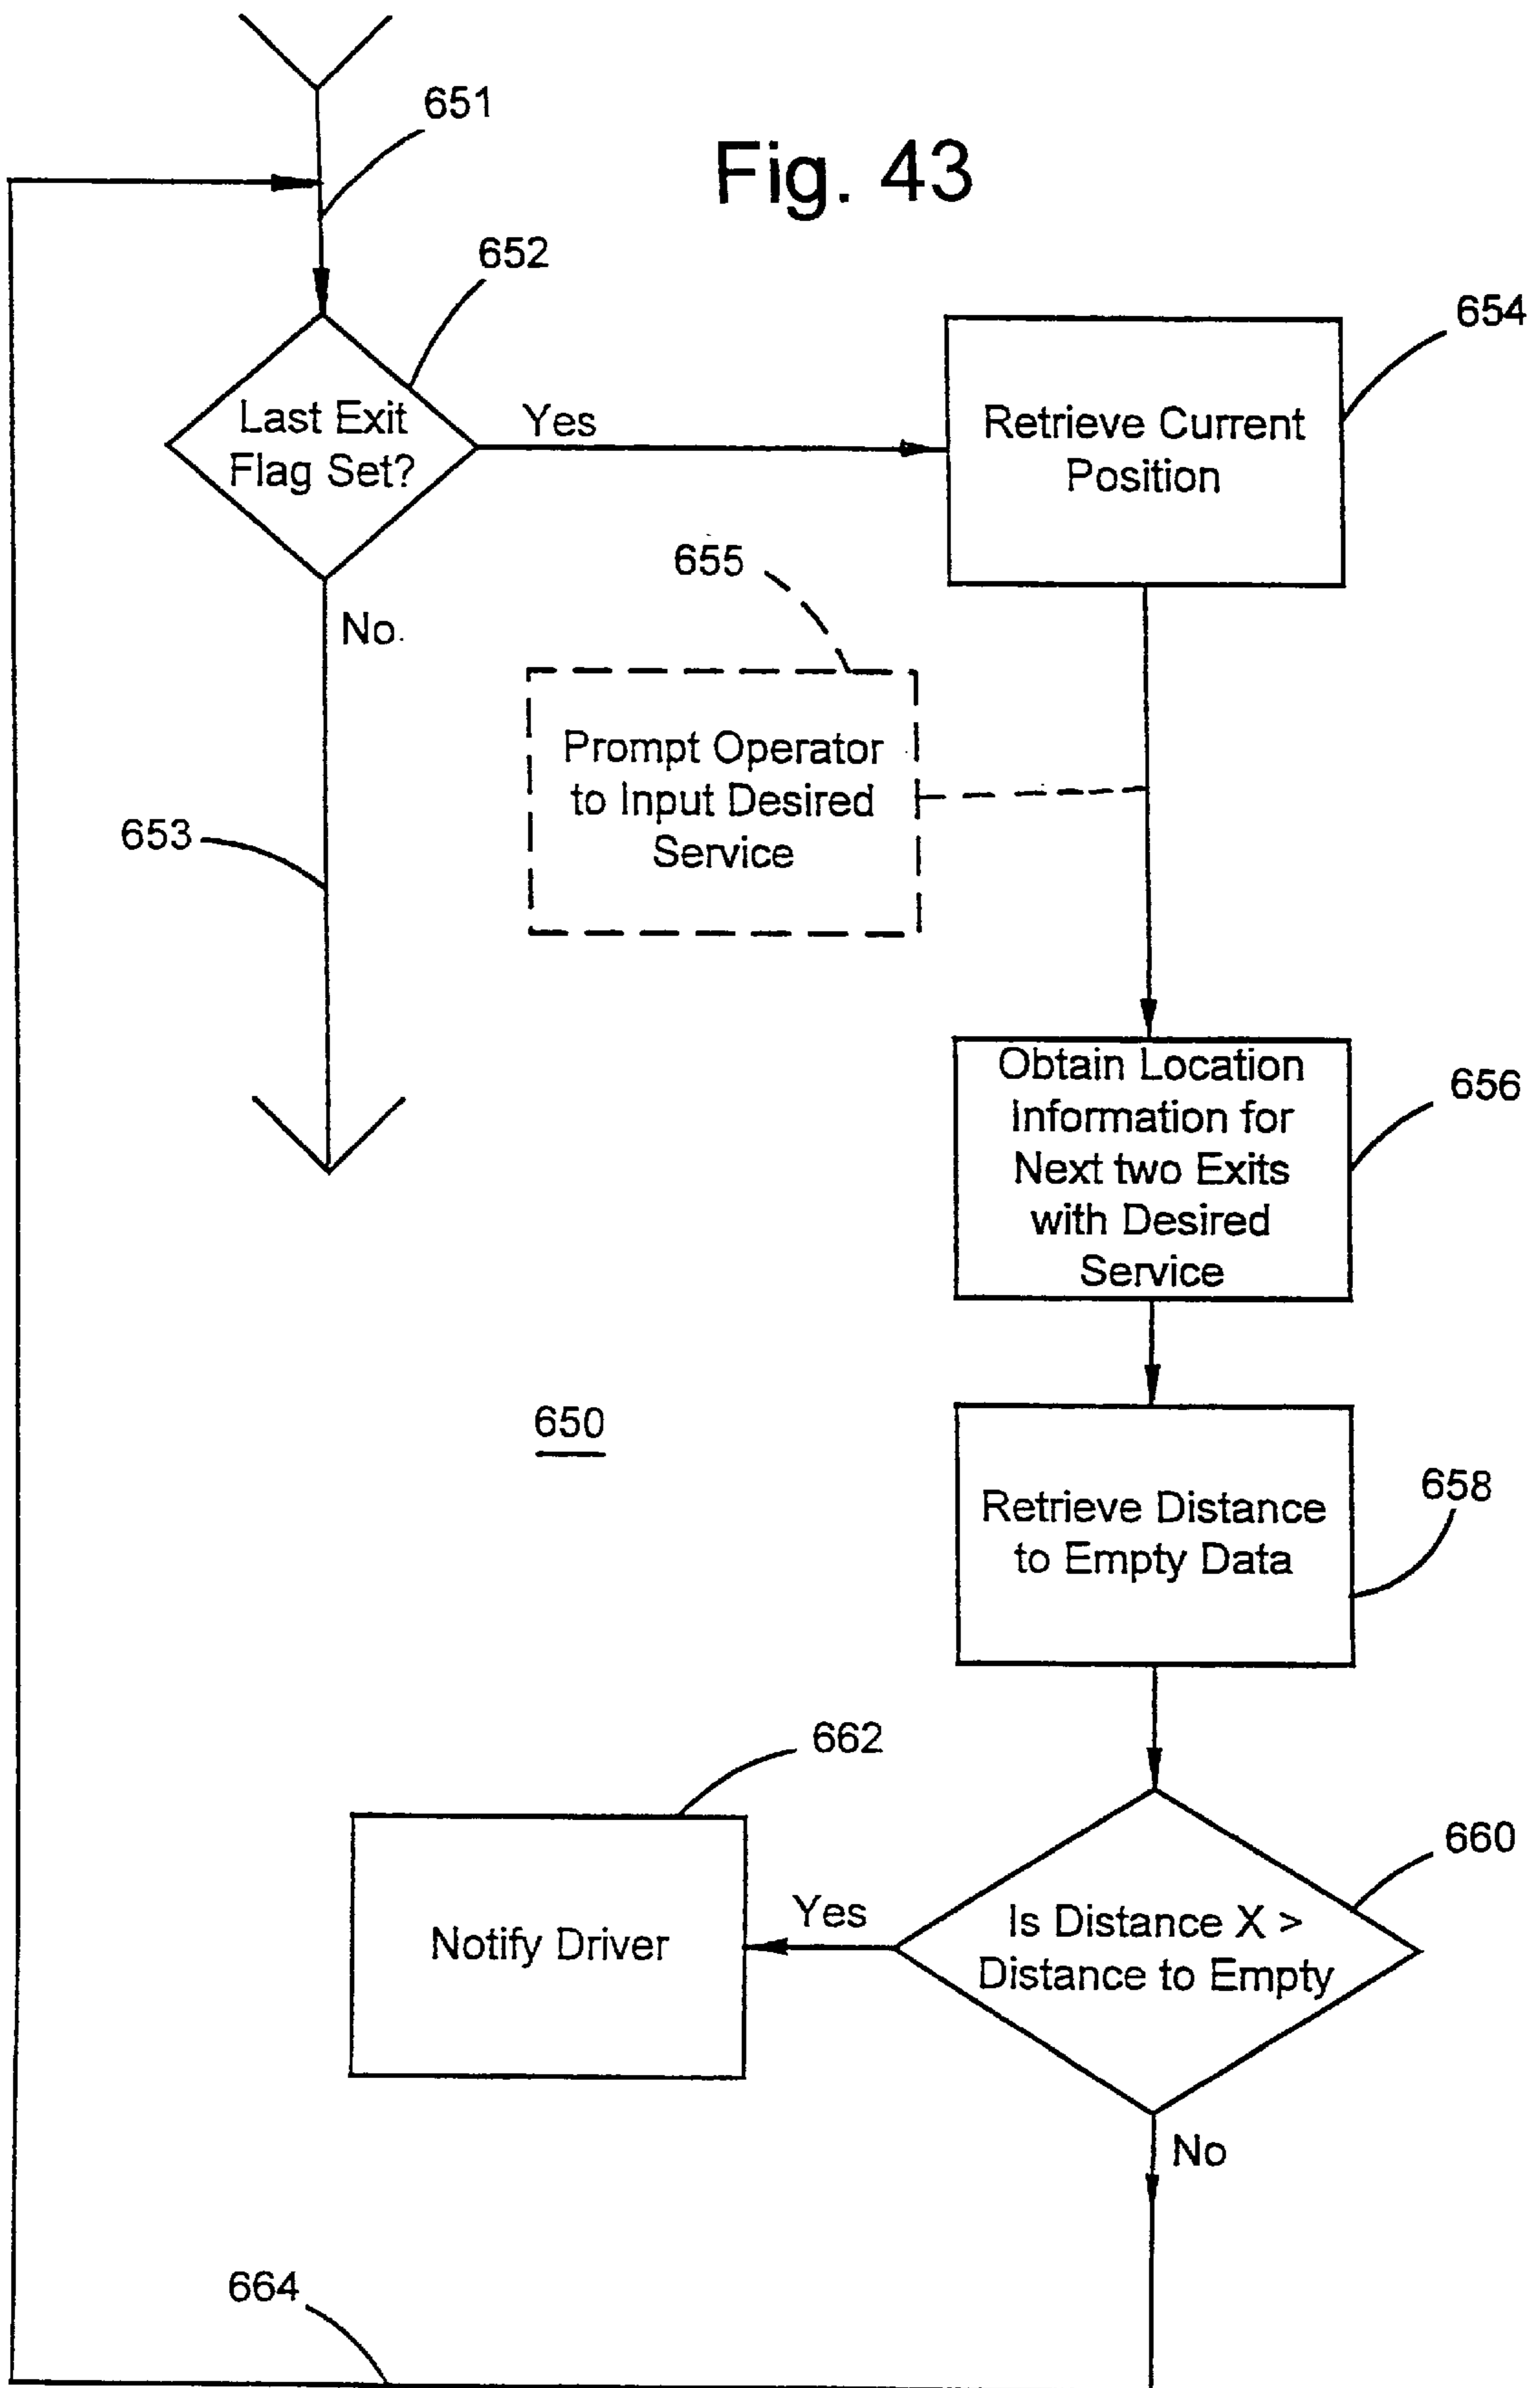 651
Fig. 43
652
654
Last Exit
Flag Set?
Yes
Retrieve Current
Position
No.
655
Prompt Operator
to Input Desired
Service
653
Obtain Location
Information for
Next two Exits
with Desired
Service
656
650
Retrieve Distance
to Empty Data
658
662
660
Notify Driver
Yes
Is Distance X >
Distance to Empty
No
664